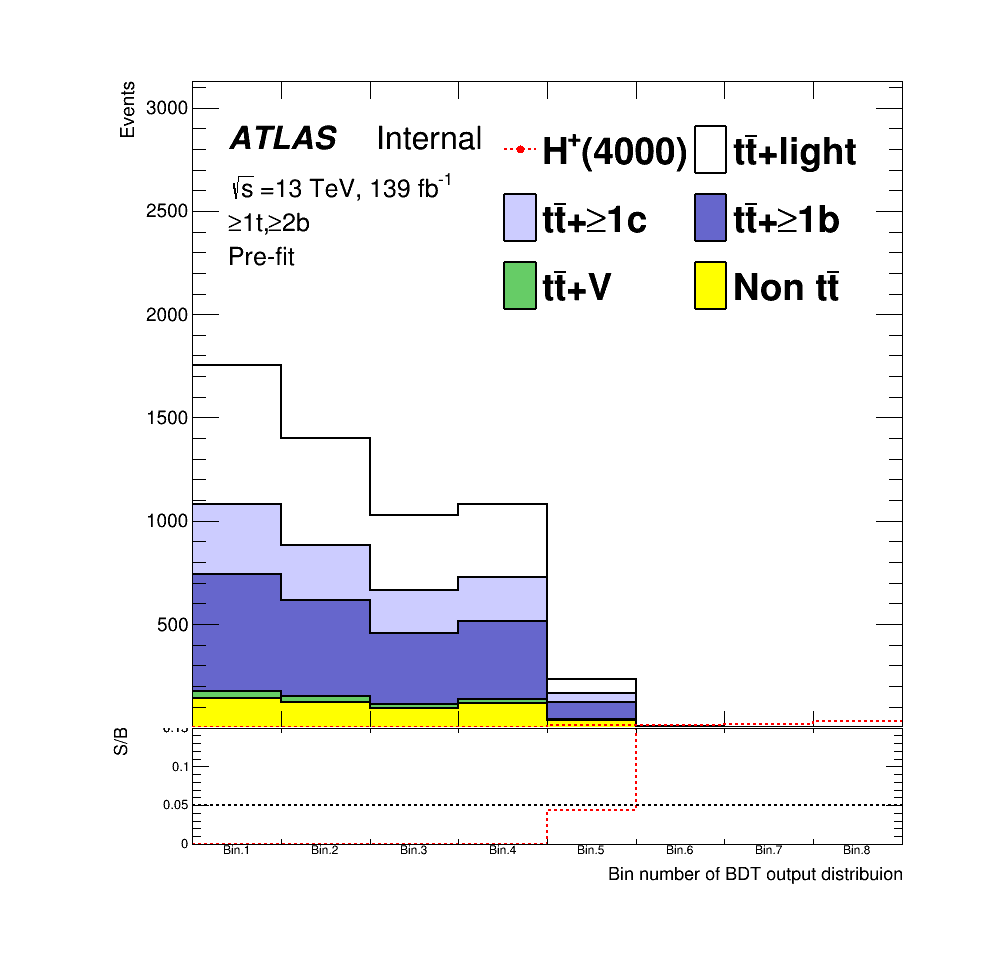 Events
3000
2500
2000
1500
1000
500
ATLAS Internal
√s =13 TeV, 139 fb⁻¹
≥1t,≥2b
Pre-fit
H⁺(4000) tt̄+light
tt̄+≥1c tt̄+≥1b
tt̄+V Non tt̄
S/B
0.15
0.1
0.05
0
Bin.1 Bin.2 Bin.3 Bin.4 Bin.5 Bin.6 Bin.7 Bin.8
Bin number of BDT output distribuion